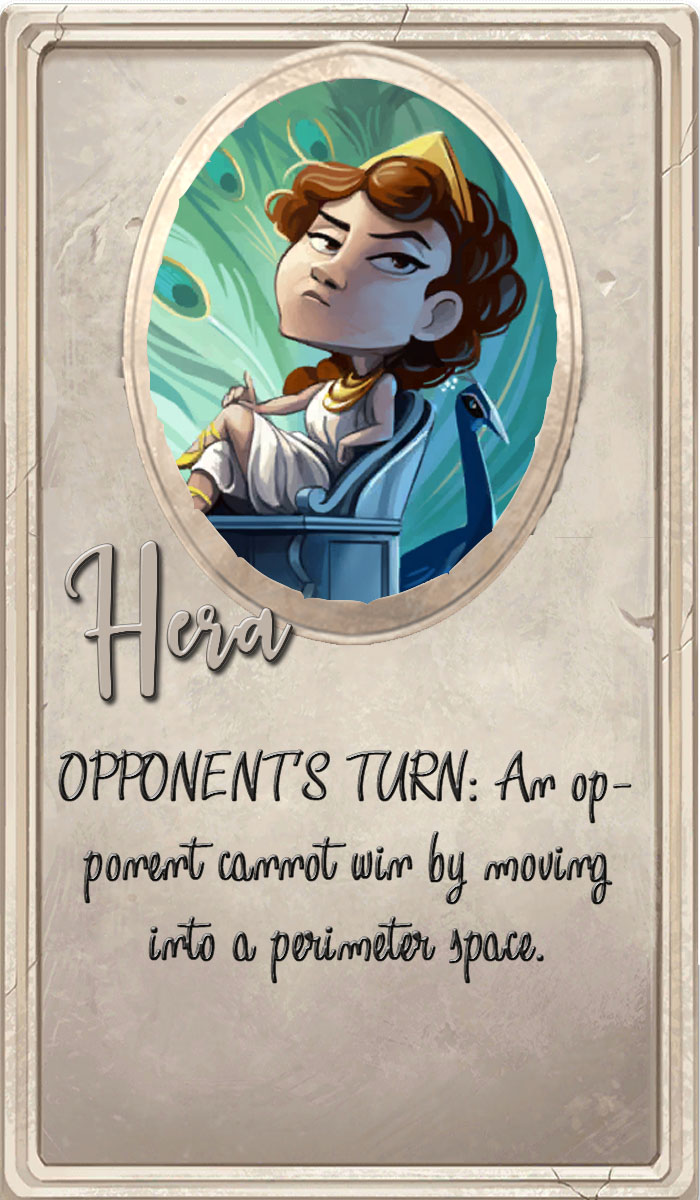 Hera
OPPONENT'S TURN: An op-
ponent cannot win by moving
into a perimeter space.